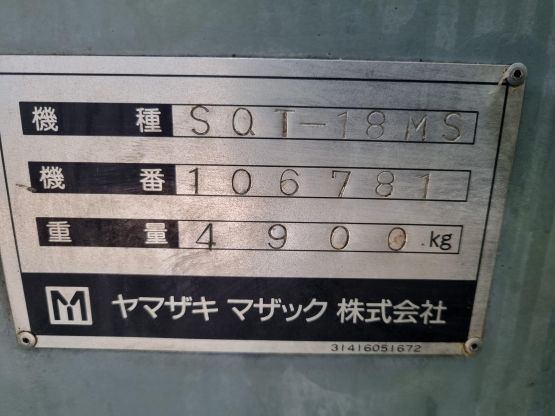 機種 SQT-18MS
機番 106781
重量 4900 kg
ヤマザキ マザック 株式会社
31416051672